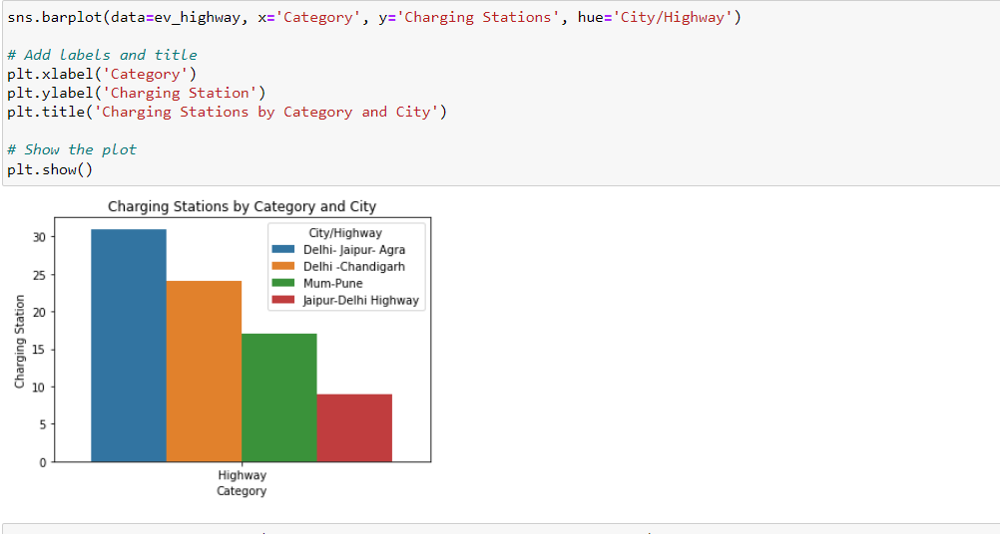 sns.barplot(data=ev_highway, x='Category', y='Charging Stations', hue='City/Highway')
# Add labels and title
plt.xlabel('Category')
plt.ylabel('Charging Station')
plt.title('Charging Stations by Category and City')
# Show the plot
plt.show()
Charging Stations by Category and City
City/Highway
Delhi- Jaipur- Agra
Delhi -Chandigarh
Mum-Pune
Jaipur-Delhi Highway
30
25
20
15
10
5
0
Charging Station
Highway
Category